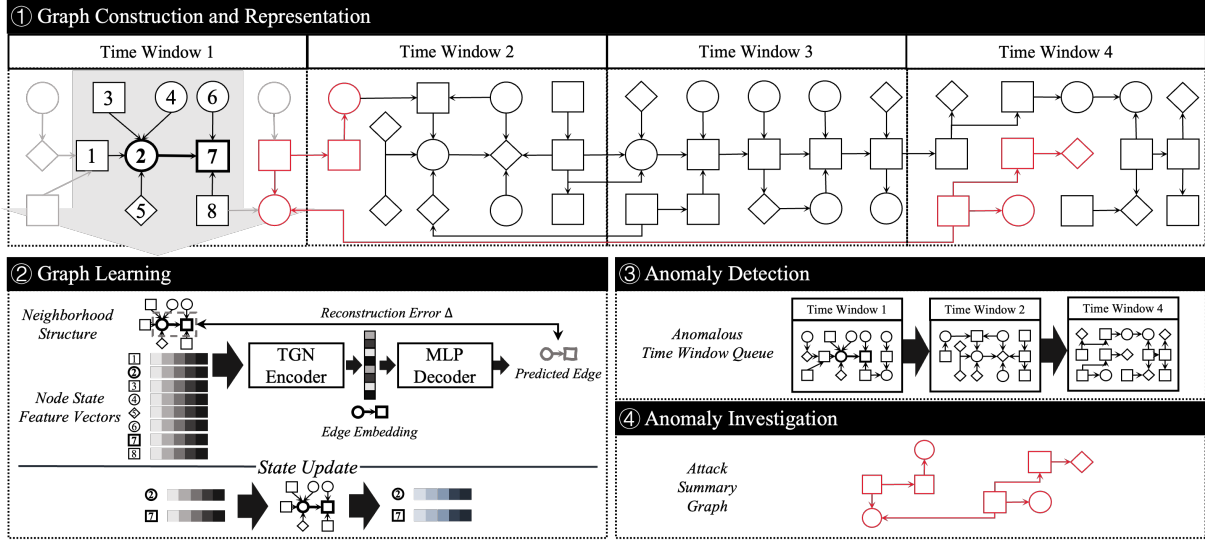 ① Graph Construction and Representation
Time Window 1
Time Window 2
Time Window 3
Time Window 4
3
4
6
1
2
7
5
8
② Graph Learning
Neighborhood
Structure
Reconstruction Error Δ
TGN
Encoder
MLP
Decoder
Predicted Edge
Node State
Feature Vectors
1
2
3
4
5
6
7
8
Edge Embedding
State Update
2
7
2
7
③ Anomaly Detection
Anomalous
Time Window Queue
Time Window 1
Time Window 2
Time Window 4
④ Anomaly Investigation
Attack
Summary
Graph